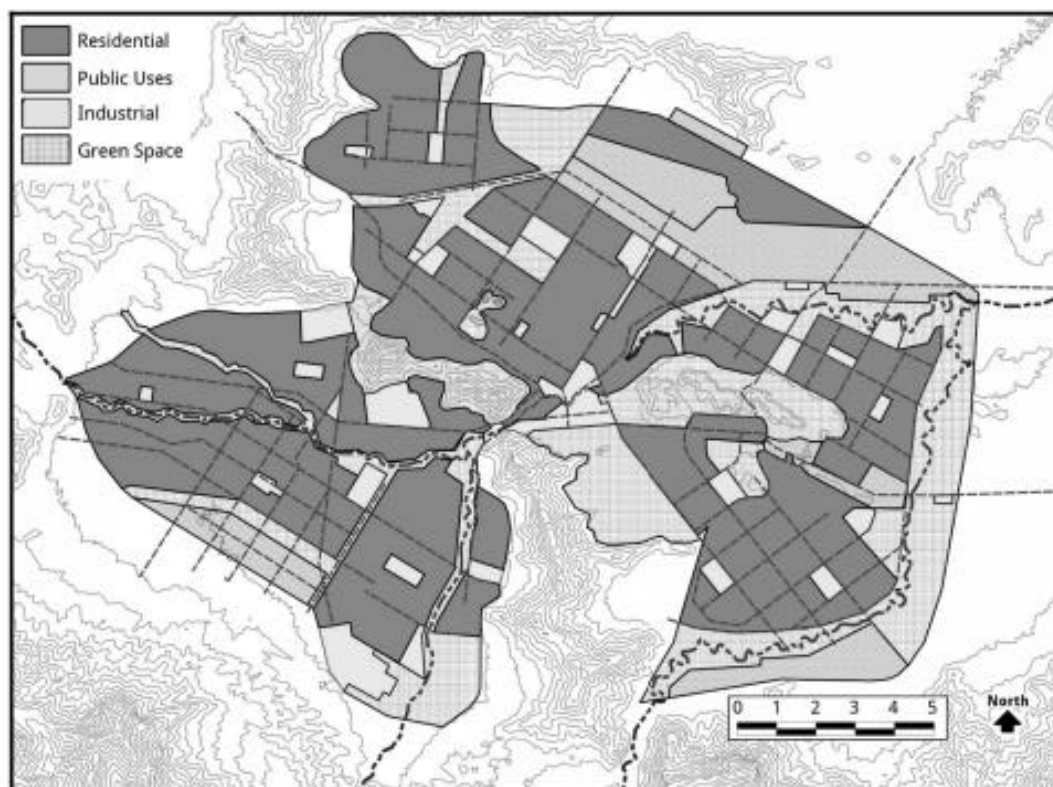 Residential
Public Uses
Industrial
Green Space
0 1 2 3 4 5
North